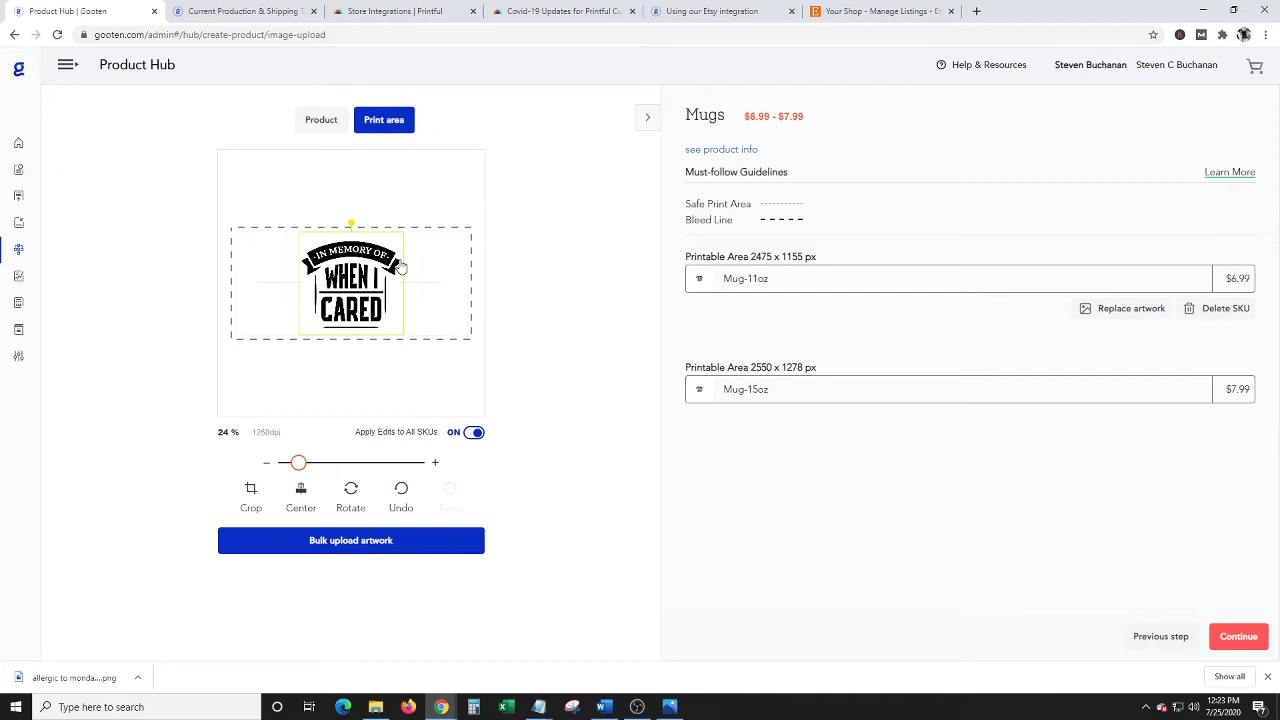 Product Hub | Gooten
Current Production & Shipping T
Store Integrations | Printful
Covid-19 Updates for Printful Cu
Using our Etsy integration
Your Shop - Manage Listings - Et
gooten.com/admin#/hub/create-product/image-upload
g
Product Hub
Help & Resources
Steven Buchanan
Steven C Buchanan
Product
Print area
Mugs
$6.99 - $7.99
see product info
Must-follow Guidelines
Learn More
Safe Print Area
Bleed Line
·IN MEMORY OF·
WHEN I
CARED
Printable Area 2475 x 1155 px
Mug-11oz
$6.99
Replace artwork
Delete SKU
Printable Area 2550 x 1278 px
Mug-15oz
$7.99
24 %
1250dpi
Apply Edits to All SKUs
ON
Crop
Center
Rotate
Undo
Redo
Bulk upload artwork
Previous step
Continue
allergic to monda....png
Show all
Type here to search
12:23 PM
7/25/2020